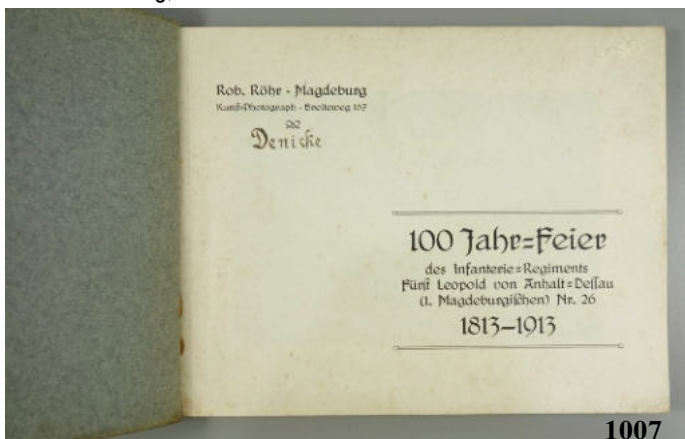 Rob. Röhr - Magdeburg
Kunst-Photograph - Breiteweg 167
Denicke
100 Jahr=Feier
des Infanterie=Regiments
Fürst Leopold von Anhalt=Dessau
(1. Magdeburgischen) Nr. 26
1813–1913
1007